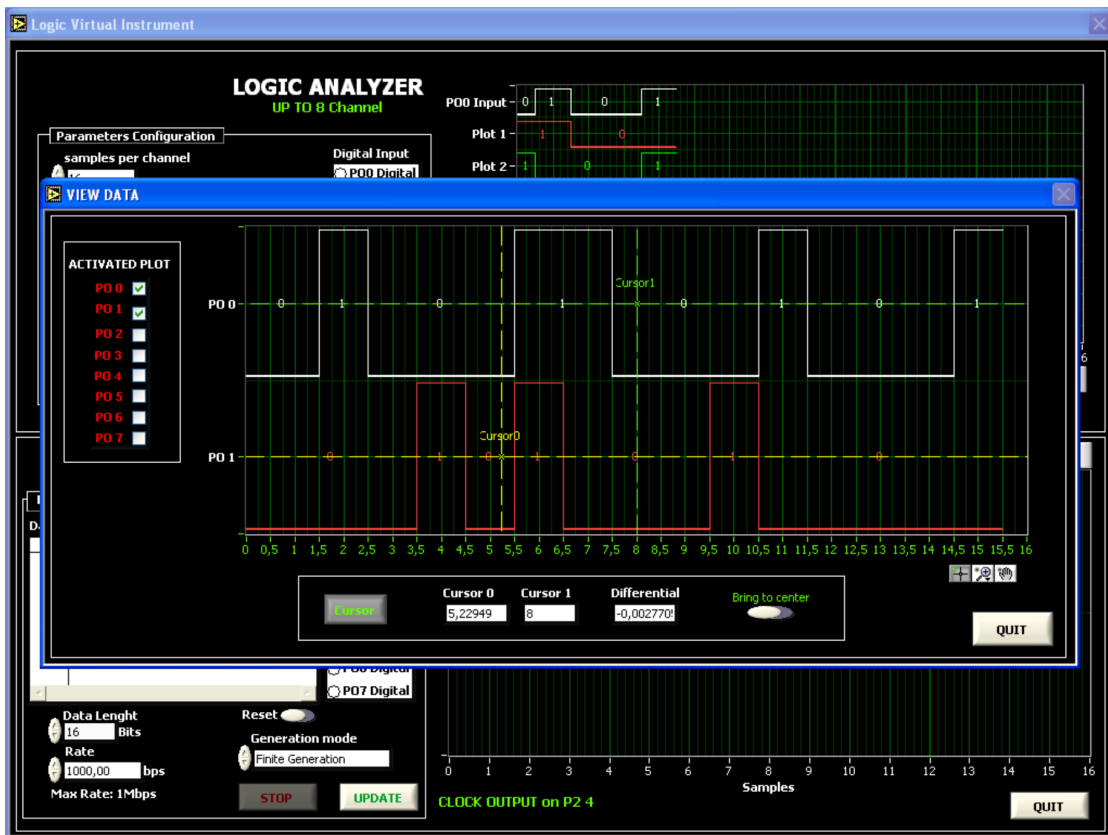 Logic Virtual Instrument
LOGIC ANALYZER
UP TO 8 Channel
Parameters Configuration
samples per channel
Digital Input
PO0 Digital
PO0 Input
0 1 0 1
Plot 1
1 0
Plot 2
1 0 1
6
VIEW DATA
ACTIVATED PLOT
PO 0
PO 1
PO 2
PO 3
PO 4
PO 5
PO 6
PO 7
PO 0
0 1 0 1 0 1 0 1
Cursor1
Cursor0
PO 1
0 1 0 1 0 1 0
0 0,5 1 1,5 2 2,5 3 3,5 4 4,5 5 5,5 6 6,5 7 7,5 8 8,5 9 9,5 10 10,5 11 11,5 12 12,5 13 13,5 14 14,5 15 15,5 16
Cursor
Cursor 0
5,22949
Cursor 1
8
Differential
-0,002770
Bring to center
QUIT
PO7 Digital
Data Lenght
16 Bits
Rate
1000,00 bps
Max Rate: 1Mbps
Reset
Generation mode
Finite Generation
STOP
UPDATE
0 1 2 3 4 5 6 7 8 9 10 11 12 13 14 15 16
Samples
CLOCK OUTPUT on P2 4
QUIT